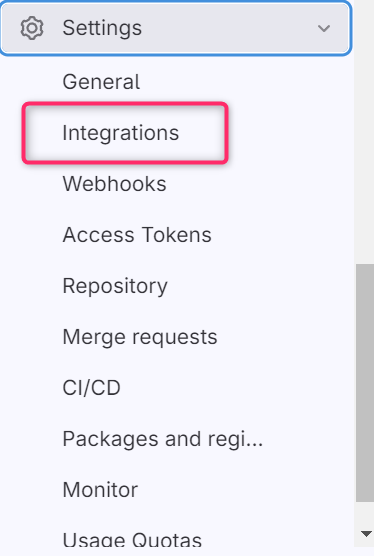 Settings
General
Integrations
Webhooks
Access Tokens
Repository
Merge requests
CI/CD
Packages and regi...
Monitor
Usage Quotas